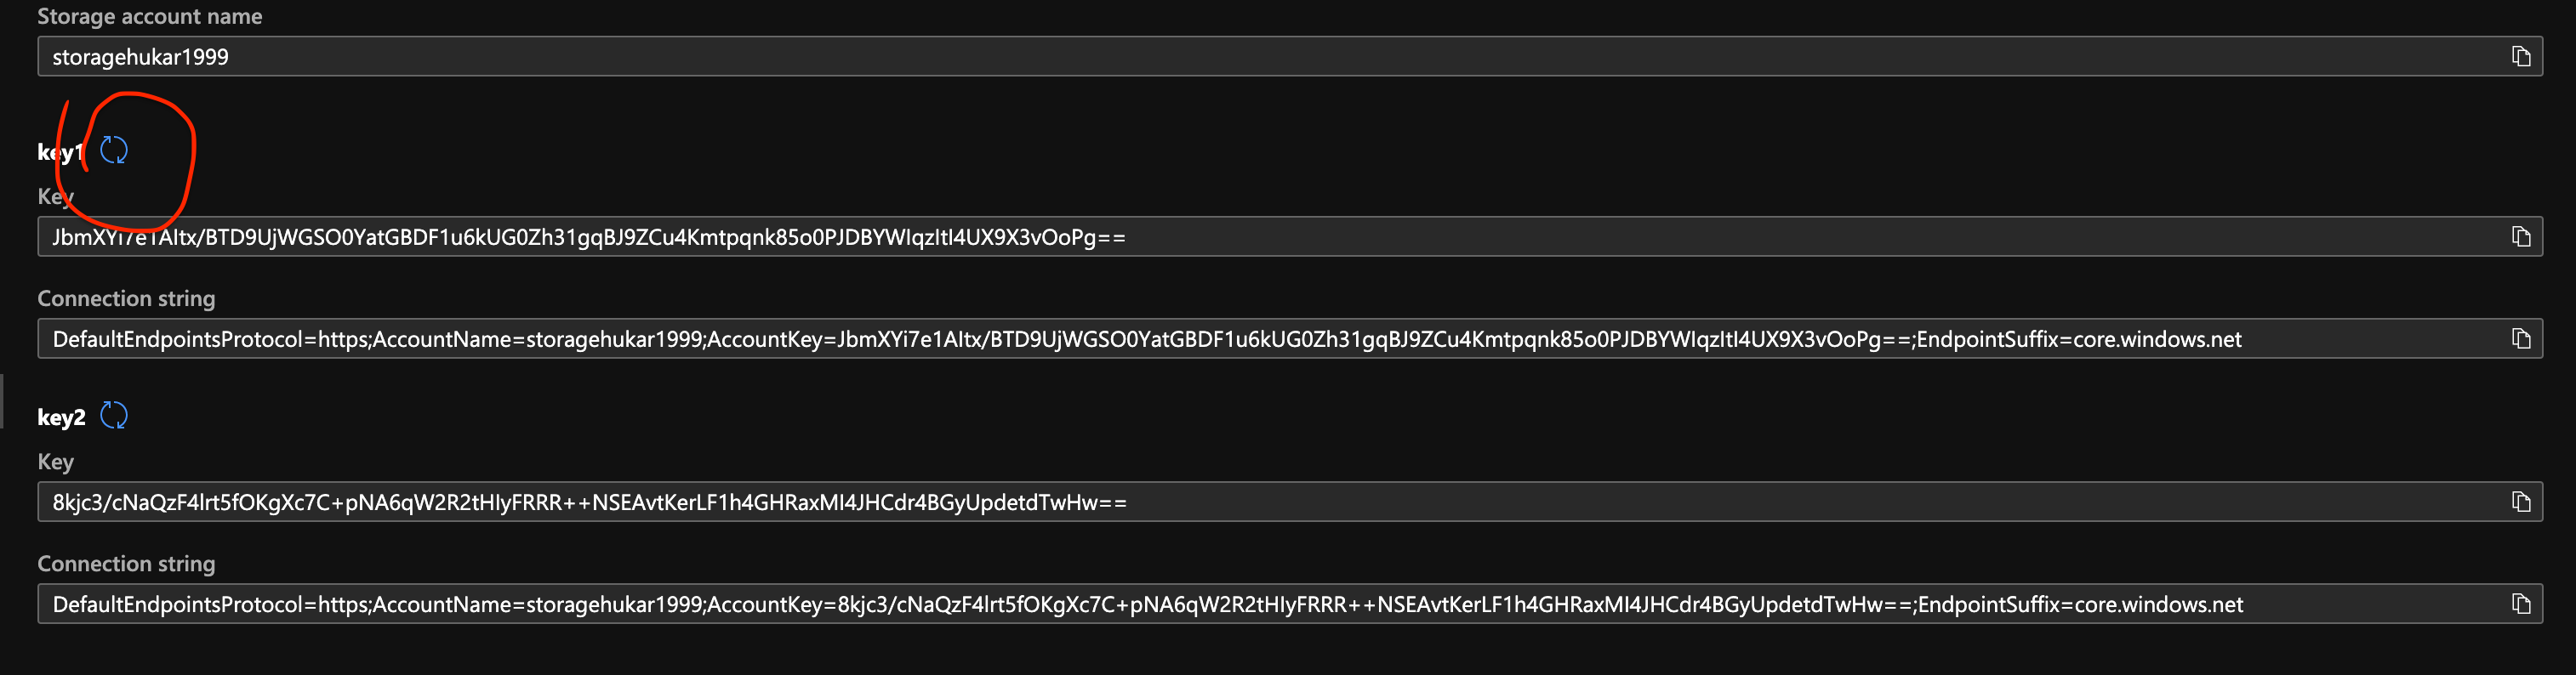 Storage account name
storagehukar1999
key1
Key
JbmXYi7e1AItx/BTD9UjWGSO0YatGBDF1u6kUG0Zh31gqBJ9ZCu4Kmtpqnk85o0PJDBYWIqzItI4UX9X3vOoPg==
Connection string
DefaultEndpointsProtocol=https;AccountName=storagehukar1999;AccountKey=JbmXYi7e1AItx/BTD9UjWGSO0YatGBDF1u6kUG0Zh31gqBJ9ZCu4Kmtpqnk85o0PJDBYWIqzItI4UX9X3vOoPg==;EndpointSuffix=core.windows.net
key2
Key
8kjc3/cNaQzF4lrt5fOKgXc7C+pNA6qW2R2tHIyFRRR++NSEAvtKerLF1h4GHRaxMI4JHCdr4BGyUpdetdTwHw==
Connection string
DefaultEndpointsProtocol=https;AccountName=storagehukar1999;AccountKey=8kjc3/cNaQzF4lrt5fOKgXc7C+pNA6qW2R2tHIyFRRR++NSEAvtKerLF1h4GHRaxMI4JHCdr4BGyUpdetdTwHw==;EndpointSuffix=core.windows.net